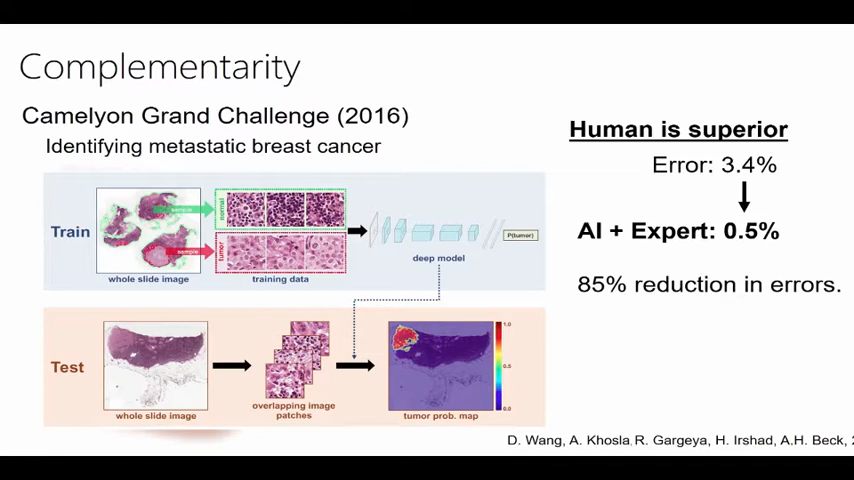 Complementarity
Camelyon Grand Challenge (2016)
Identifying metastatic breast cancer
Human is superior
Error: 3.4%
AI + Expert: 0.5%
85% reduction in errors.
Train
sample
sample
normal
tumor
whole slide image
training data
deep model
P(tumor)
Test
whole slide image
overlapping image
patches
tumor prob. map
1.0
0.5
0.0
D. Wang, A. Khosla, R. Gargeya, H. Irshad, A.H. Beck,